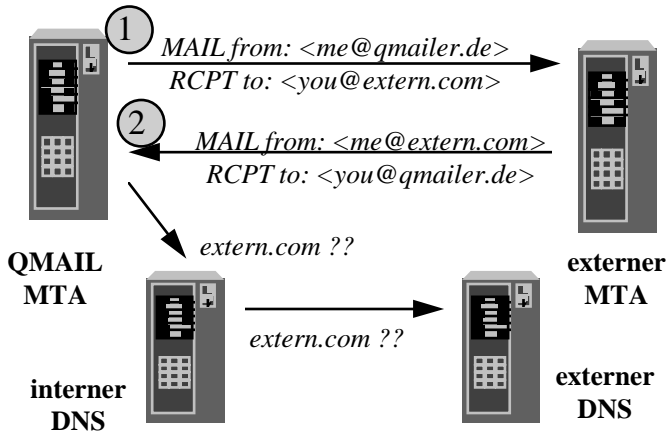 1
MAIL from: <me@qmailer.de>
RCPT to: <you@extern.com>
2
MAIL from: <me@extern.com>
RCPT to: <you@qmailer.de>
extern.com ??
QMAIL
MTA
externer
MTA
extern.com ??
interner
DNS
externer
DNS